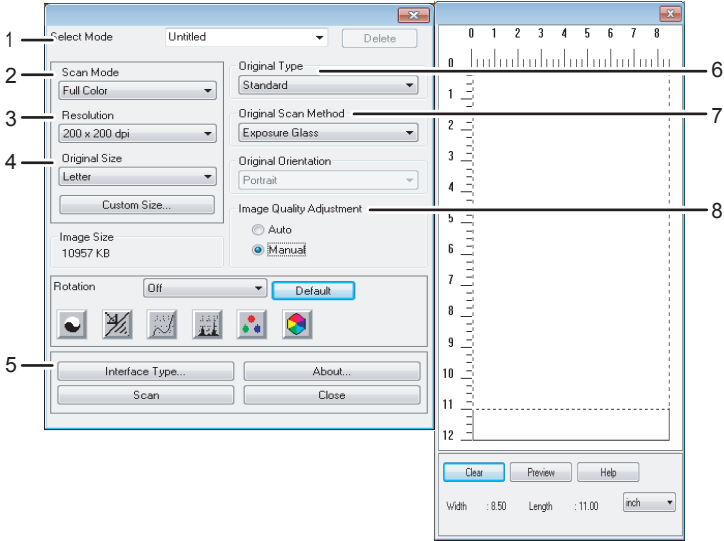 1 Select Mode Untitled Delete
2 Scan Mode
Full Color
3 Resolution
200 x 200 dpi
4 Original Size
Letter
Custom Size...
Image Size
10957 KB
Original Type 6
Standard
Original Scan Method 7
Exposure Glass
Original Orientation
Portrait
Image Quality Adjustment 8
Auto
Manual
Rotation Off Default
5 Interface Type... About...
Scan Close
0 1 2 3 4 5 6 7 8
0
1
2
3
4
5
6
7
8
9
10
11
12
Clear Preview Help
Width : 8.50 Length : 11.00 inch